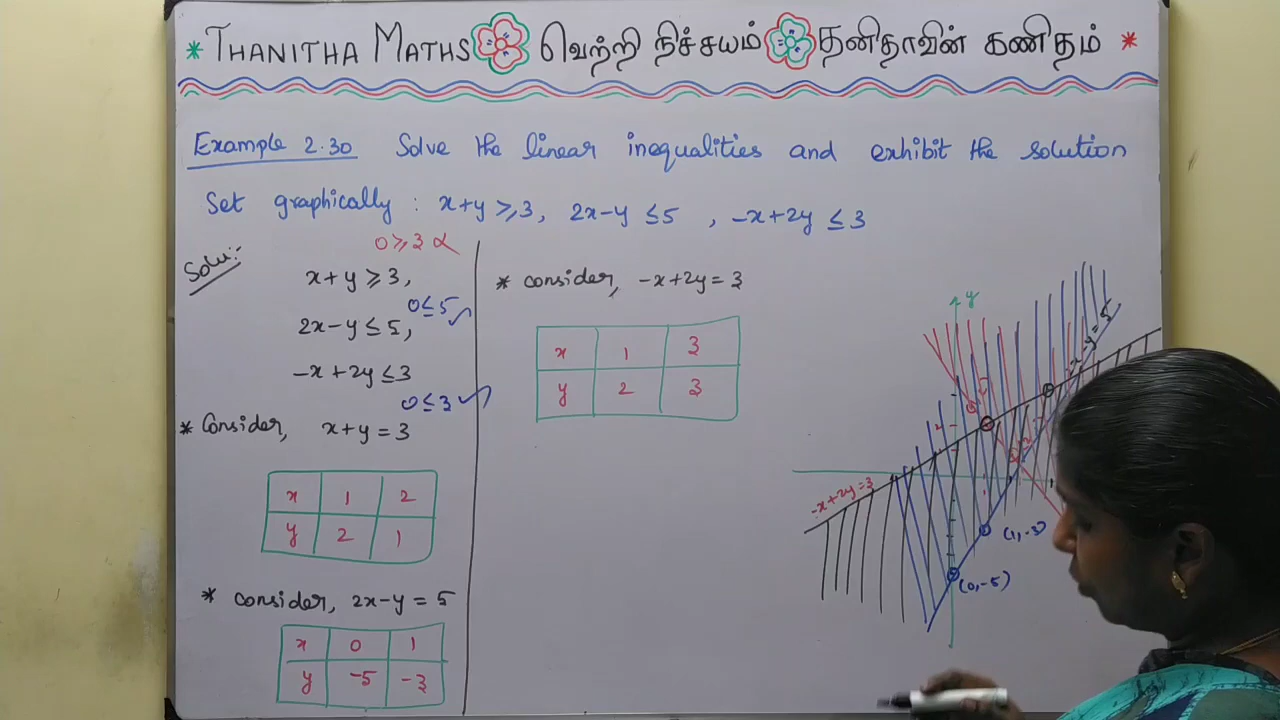 * THANITHA MATHS வெற்றி நிச்சயம் தனிதாவின் கணிதம் *
Example 2.30 Solve the linear inequalities and exhibit the solution
Set graphically : x+y ≥ 3, 2x-y ≤ 5 , -x+2y ≤ 3
Solu:-
0 ≥ 3
x+y ≥ 3,
0 ≤ 5 ✓
2x-y ≤ 5,
-x+2y ≤ 3
0 ≤ 3 ✓
* Consider, x+y = 3
x 1 2
y 2 1
* Consider, 2x-y = 5
x 0 1
y -5 -3
* Consider, -x+2y = 3
x 1 3
y 2 3
y
-x+2y=3
(1,-3)
(0,-5)